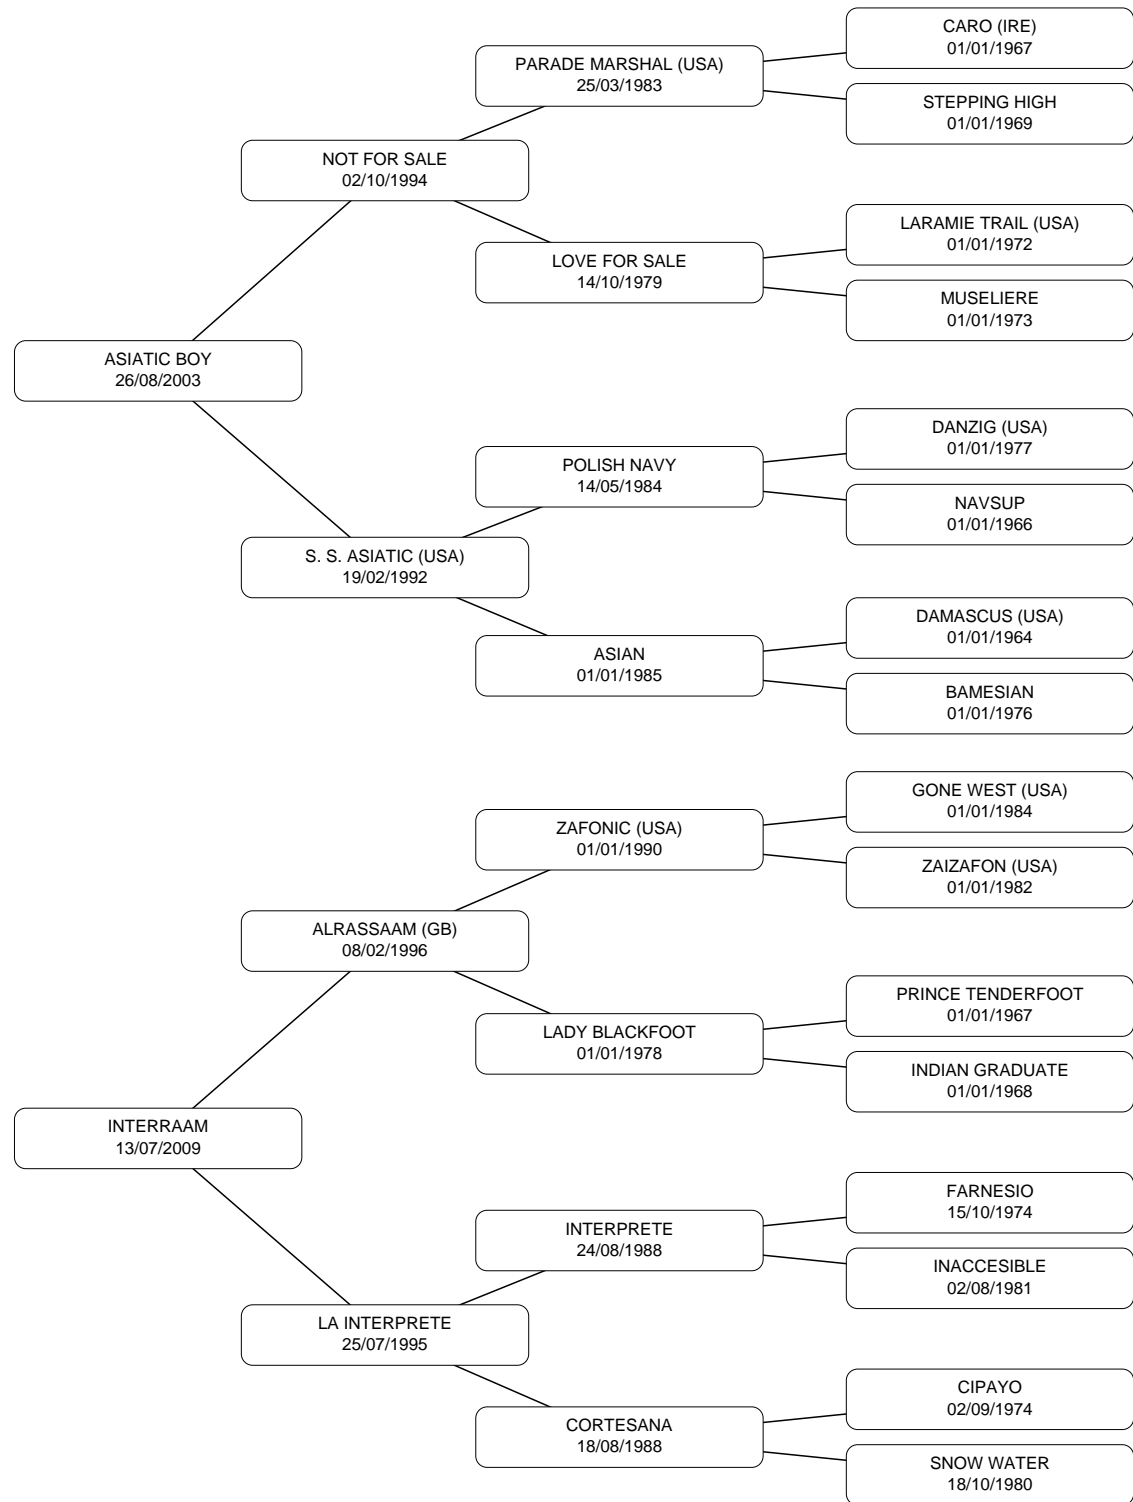 CARO (IRE)
01/01/1967
PARADE MARSHAL (USA)
25/03/1983
STEPPING HIGH
01/01/1969
NOT FOR SALE
02/10/1994
LARAMIE TRAIL (USA)
01/01/1972
LOVE FOR SALE
14/10/1979
MUSELIERE
01/01/1973
ASIATIC BOY
26/08/2003
DANZIG (USA)
01/01/1977
POLISH NAVY
14/05/1984
NAVSUP
01/01/1966
S. S. ASIATIC (USA)
19/02/1992
DAMASCUS (USA)
01/01/1964
ASIAN
01/01/1985
BAMESIAN
01/01/1976
GONE WEST (USA)
01/01/1984
ZAFONIC (USA)
01/01/1990
ZAIZAFON (USA)
01/01/1982
ALRASSAAM (GB)
08/02/1996
PRINCE TENDERFOOT
01/01/1967
LADY BLACKFOOT
01/01/1978
INDIAN GRADUATE
01/01/1968
INTERRAAM
13/07/2009
FARNESIO
15/10/1974
INTERPRETE
24/08/1988
INACCESIBLE
02/08/1981
LA INTERPRETE
25/07/1995
CIPAYO
02/09/1974
CORTESANA
18/08/1988
SNOW WATER
18/10/1980